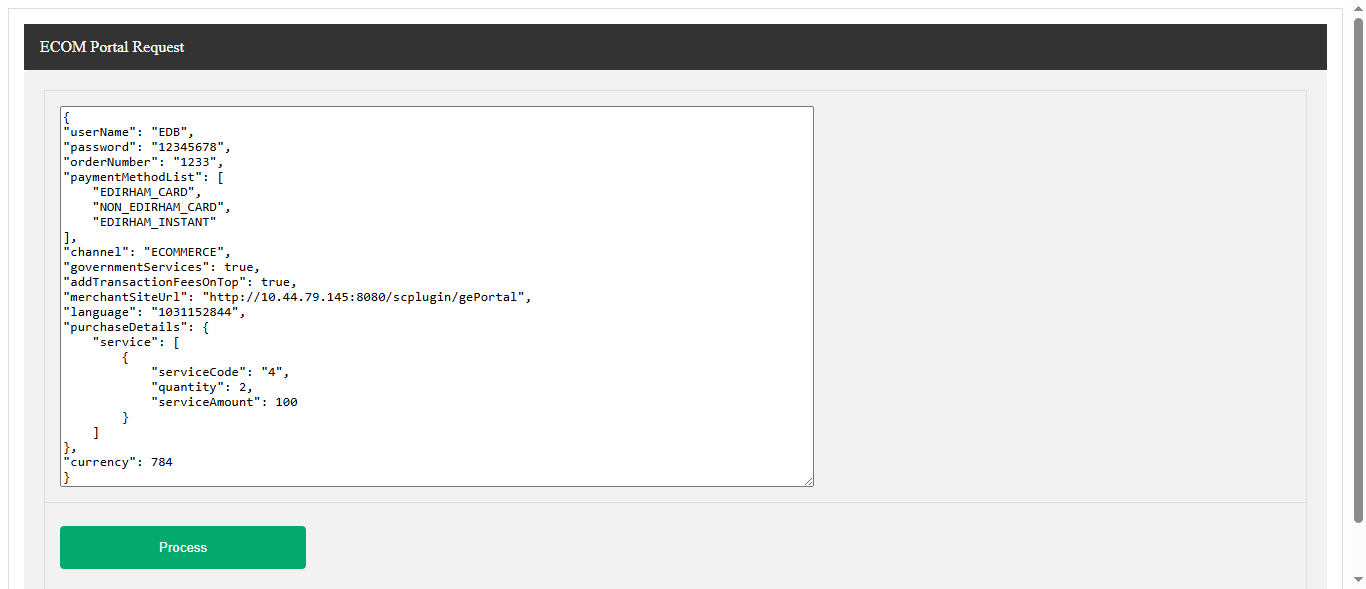 ECOM Portal Request
{
"userName": "EDB",
"password": "12345678",
"orderNumber": "1233",
"paymentMethodList": [
    "EDIRHAM_CARD",
    "NON_EDIRHAM_CARD",
    "EDIRHAM_INSTANT"
],
"channel": "ECOMMERCE",
"governmentServices": true,
"addTransactionFeesOnTop": true,
"merchantSiteUrl": "http://10.44.79.145:8080/scplugin/gePortal",
"language": "1031152844",
"purchaseDetails": {
    "service": [
        {
            "serviceCode": "4",
            "quantity": 2,
            "serviceAmount": 100
        }
    ]
},
"currency": 784
}
Process